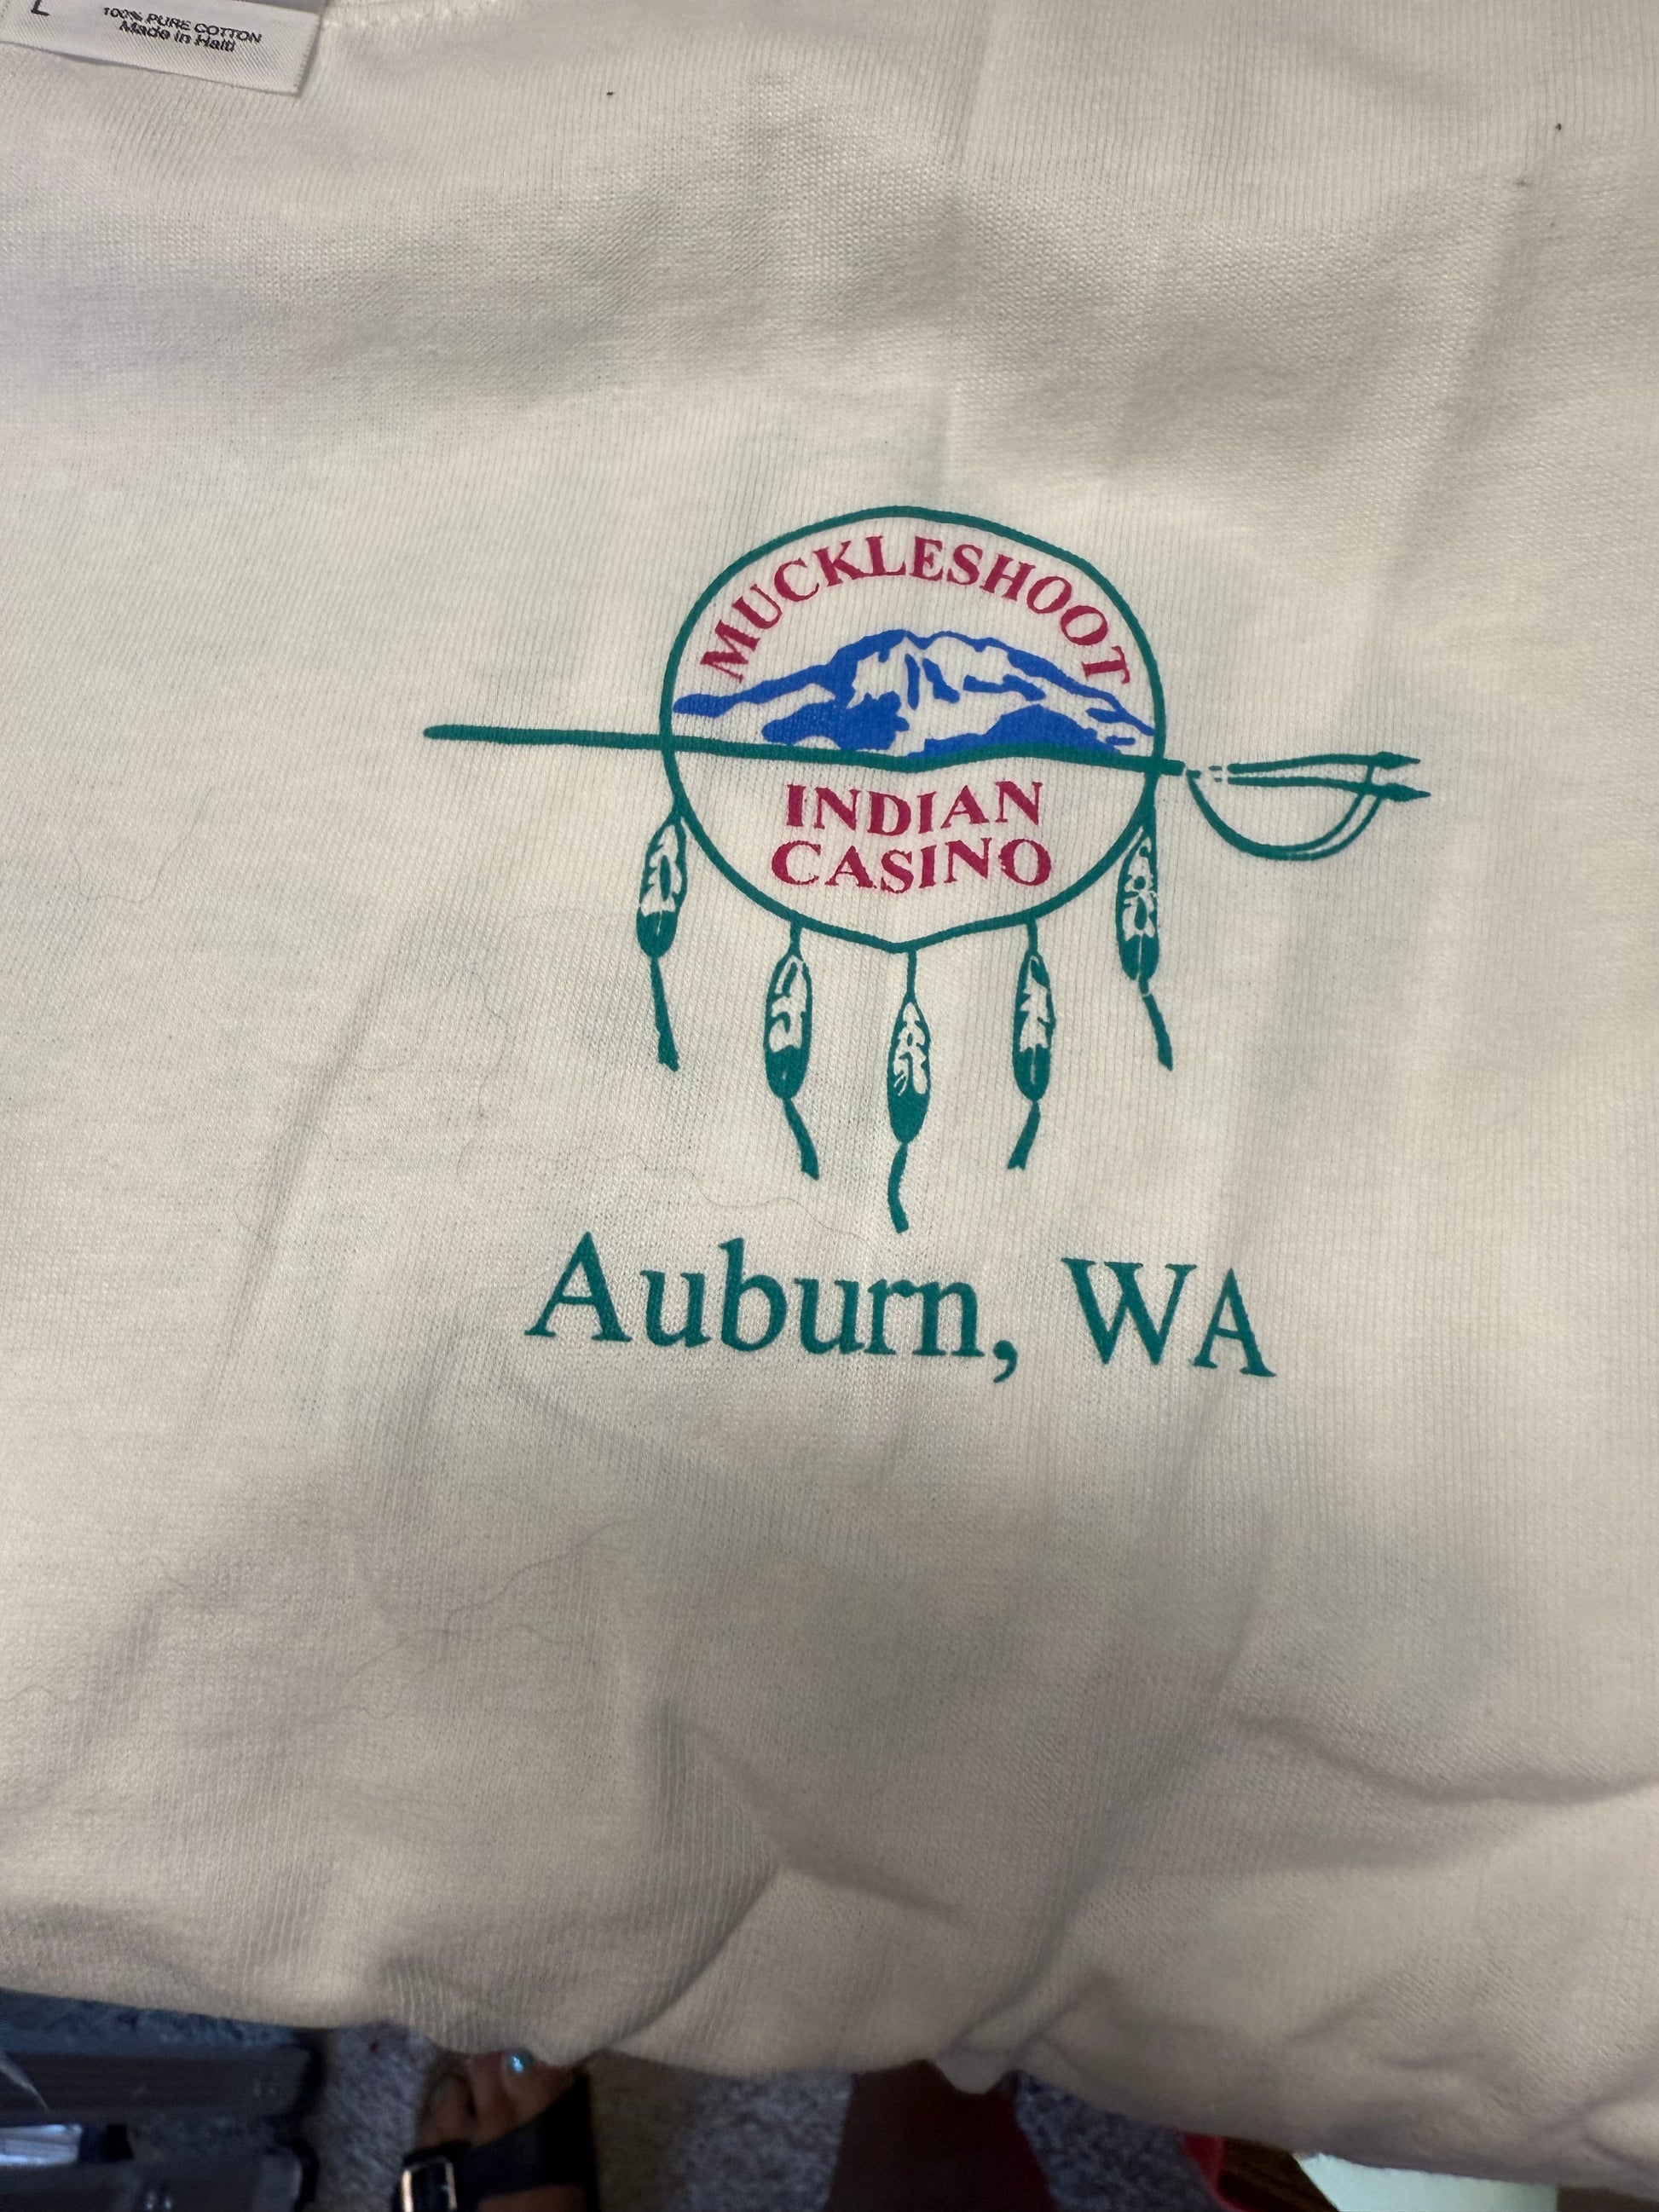 L
100% PURE COTTON
Made in Haiti
MUCKLESHOOT
INDIAN
CASINO
Auburn, WA